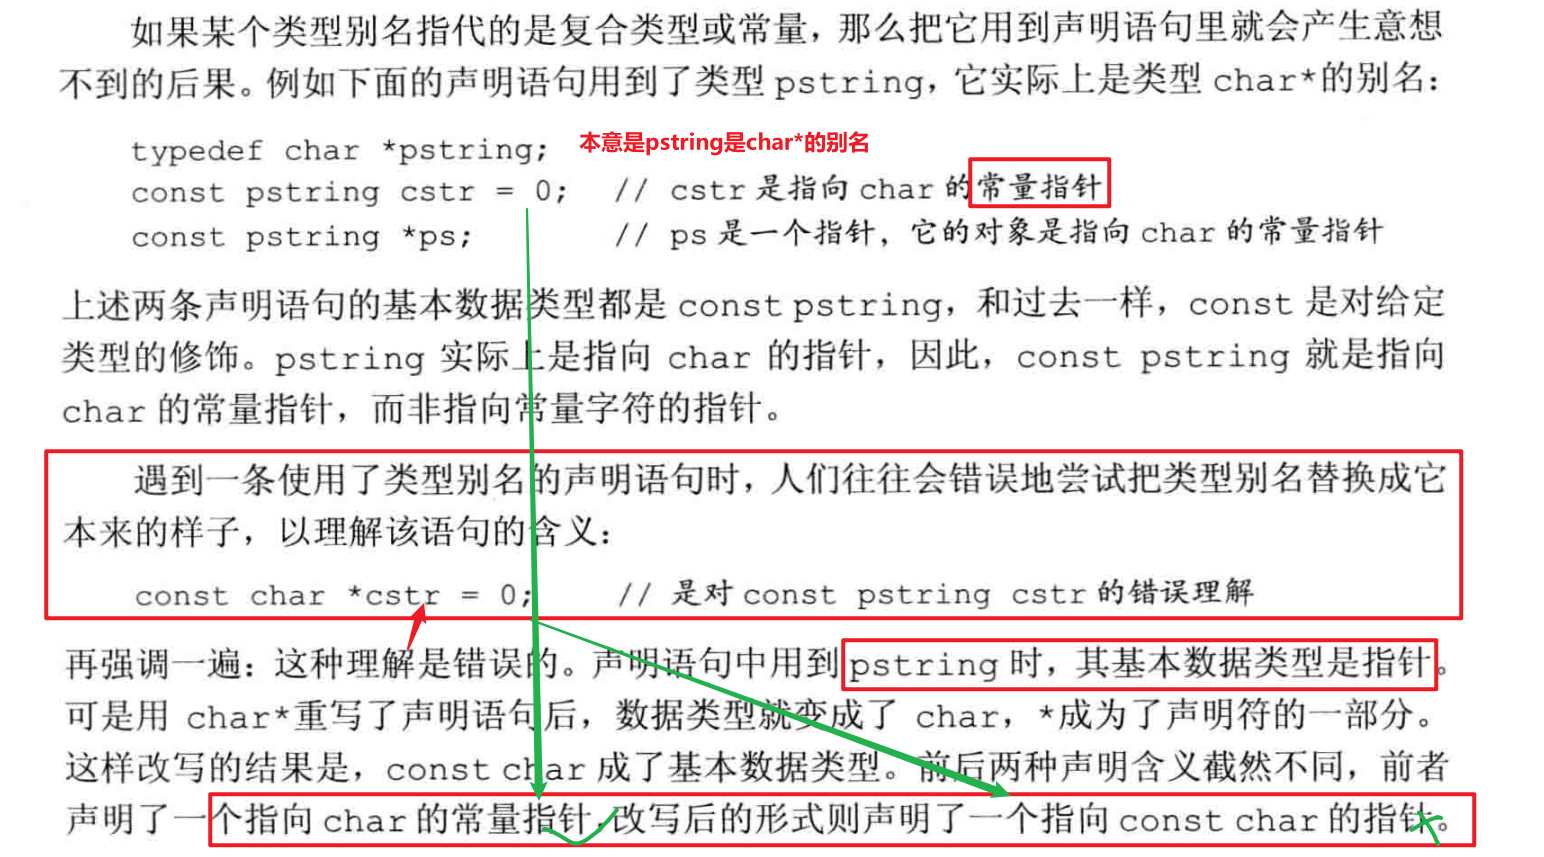 如果某个类型别名指代的是复合类型或常量，那么把它用到声明语句里就会产生意想
不到的后果。例如下面的声明语句用到了类型 pstring，它实际上是类型 char*的别名：
typedef char *pstring; 本意是pstring是char*的别名
const pstring cstr = 0; // cstr 是指向 char 的常量指针
const pstring *ps; // ps 是一个指针，它的对象是指向 char 的常量指针
上述两条声明语句的基本数据类型都是 const pstring，和过去一样，const 是对给定
类型的修饰。pstring 实际上是指向 char 的指针，因此，const pstring 就是指向
char 的常量指针，而非指向常量字符的指针。
遇到一条使用了类型别名的声明语句时，人们往往会错误地尝试把类型别名替换成它
本来的样子，以理解该语句的含义：
const char *cstr = 0; // 是对 const pstring cstr 的错误理解
再强调一遍：这种理解是错误的。声明语句中用到 pstring 时，其基本数据类型是指针。
可是用 char*重写了声明语句后，数据类型就变成了 char，*成为了声明符的一部分。
这样改写的结果是，const char 成了基本数据类型。前后两种声明含义截然不同，前者
声明了一个指向 char 的常量指针，改写后的形式则声明了一个指向 const char 的指针。